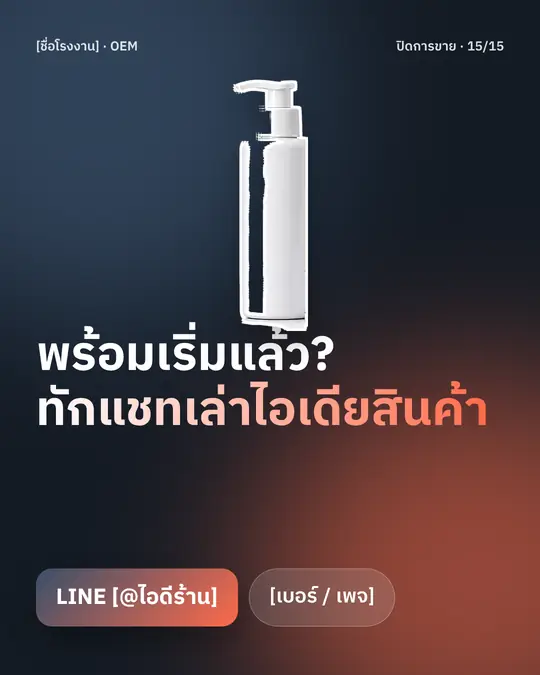 [ชื่อโรงงาน] · OEM
ปิดการขาย · 15/15
พร้อมเริ่มแล้ว?
ทักแชทเล่าไอเดียสินค้า
LINE [@ไอดีร้าน]
[เบอร์ / เพจ]